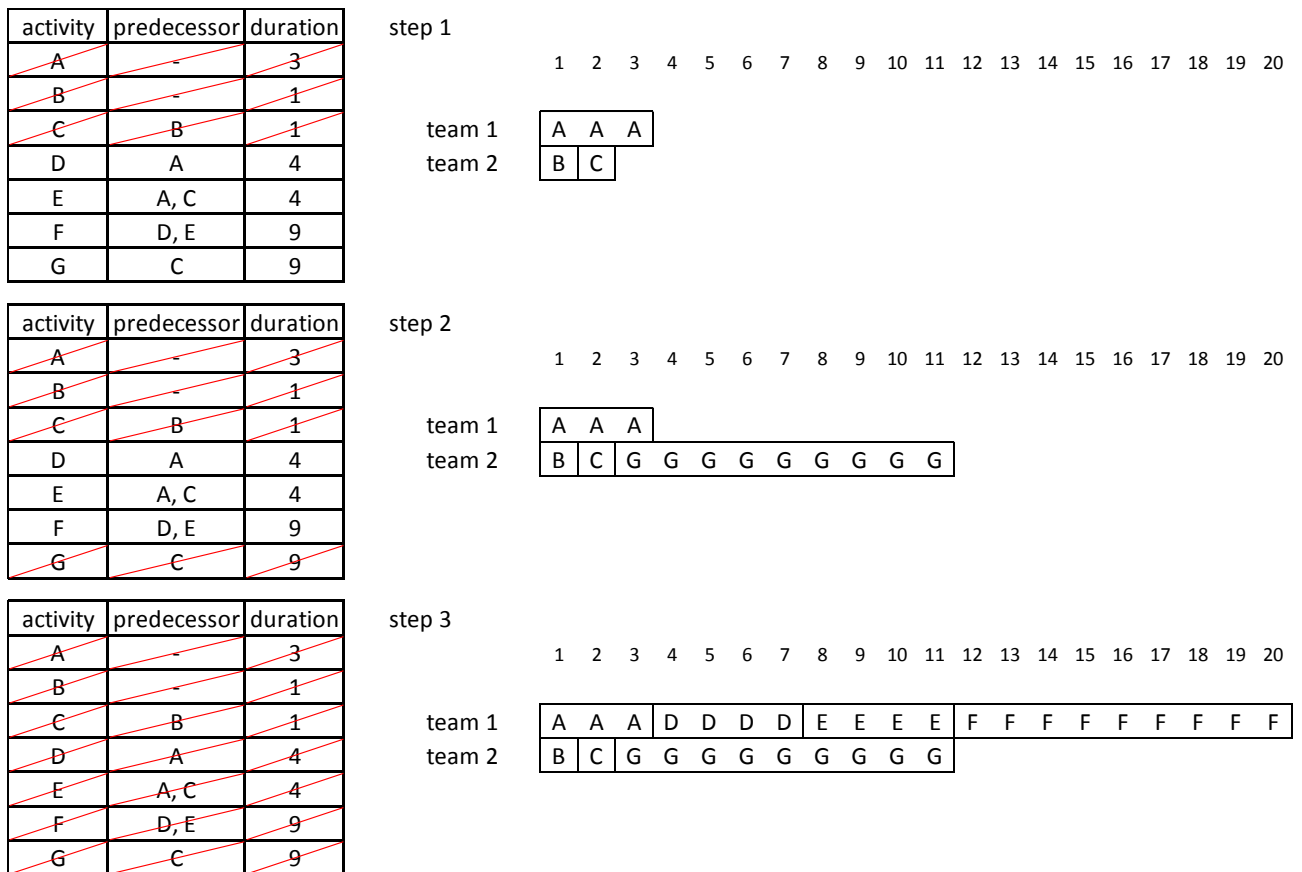 activity predecessor duration step 1
A - 3 1 2 3 4 5 6 7 8 9 10 11 12 13 14 15 16 17 18 19 20
B - 1
C B 1 team 1 A A A
D A 4 team 2 B C
E A, C 4
F D, E 9
G C 9
activity predecessor duration step 2
A - 3 1 2 3 4 5 6 7 8 9 10 11 12 13 14 15 16 17 18 19 20
B - 1
C B 1 team 1 A A A
D A 4 team 2 B C G G G G G G G G G
E A, C 4
F D, E 9
G C 9
activity predecessor duration step 3
A - 3 1 2 3 4 5 6 7 8 9 10 11 12 13 14 15 16 17 18 19 20
B - 1
C B 1 team 1 A A A D D D D E E E E F F F F F F F F F
D A 4 team 2 B C G G G G G G G G G
E A, C 4
F D, E 9
G C 9